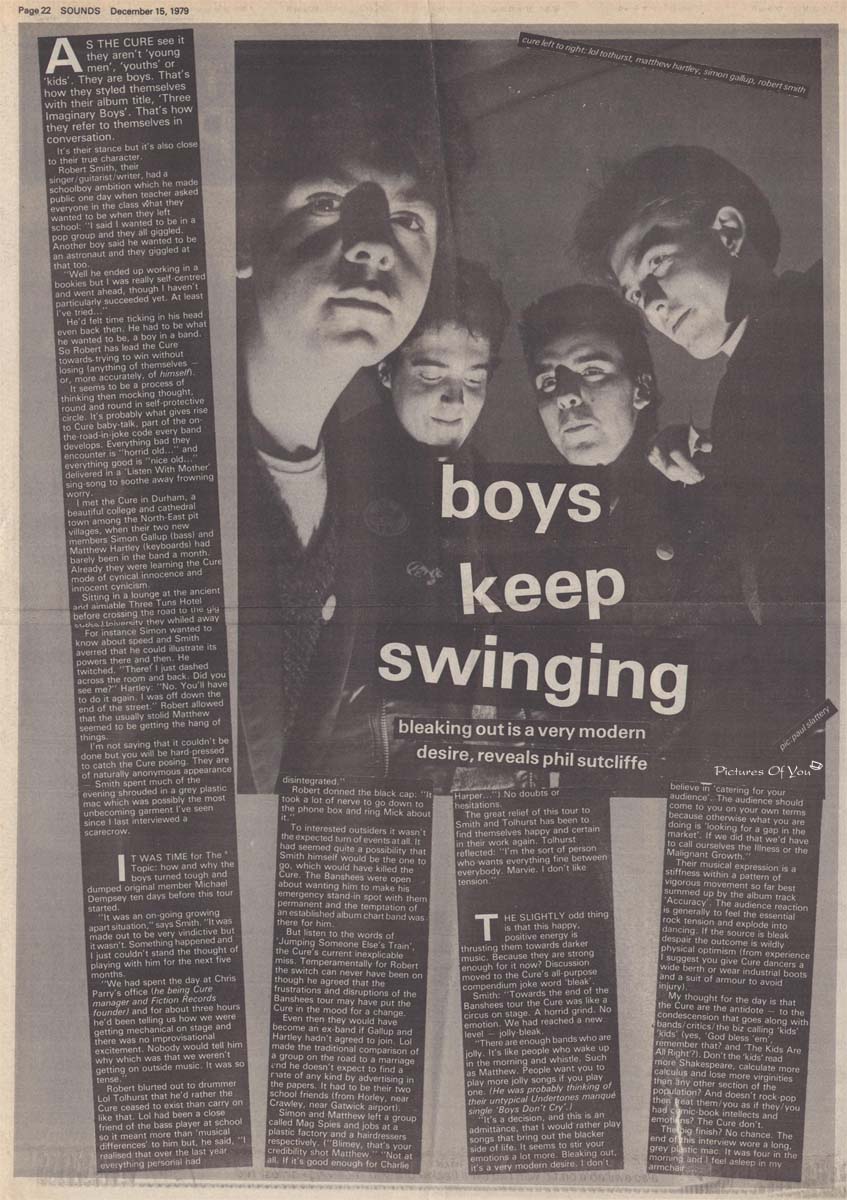 Page 22 SOUNDS December 15, 1979
cure left to right: lol tolhurst, matthew hartley, simon gallup, robert smith
boys
keep
swinging
bleaking out is a very modern
desire, reveals phil sutcliffe
pic: paul slattery
Pictures Of You
AS THE CURE see it
they aren't 'young
men', 'youths' or
'kids'. They are boys. That's
how they styled themselves
with their album title, 'Three
Imaginary Boys'. That's how
they refer to themselves in
conversation.
It's their stance but it's also close
to their true character.
Robert Smith, their
singer/guitarist/writer, had a
schoolboy ambition which he made
public one day when teacher asked
everyone in the class what they
wanted to be when they left
school: "I said I wanted to be in a
pop group and they all giggled.
Another boy said he wanted to be
an astronaut and they giggled at
that too.
"Well he ended up working in a
bookies but I was really self-centred
and went ahead, though I haven't
particularly succeeded yet. At least
I've tried..."
He'd felt time ticking in his head
even back then. He had to be what
he wanted to be, a boy in a band.
So Robert has lead the Cure
towards trying to win without
losing (anything of themselves —
or, more accurately, of himself).
It seems to be a process of
thinking then mocking thought,
round and round in self-protective
circle. It's probably what gives rise
to Cure baby-talk, part of the on-
the-road-in-joke code every band
develops. Everything bad they
encounter is "horrid old..." and
everything good is "nice old..."
delivered in a 'Listen With Mother'
sing-song to soothe away frowning
worry.
I met the Cure in Durham, a
beautiful college and cathedral
town among the North-East pit
villages, when their two new
members Simon Gallup (bass) and
Matthew Hartley (keyboards) had
barely been in the band a month.
Already they were learning the Cure
mode of cynical innocence and
innocent cynicism.
Sitting in a lounge at the ancient
and aimiable Three Tuns Hotel
before crossing the road to the gig
University they whiled away
For instance Simon wanted to
know about speed and Smith
averred that he could illustrate its
powers there and then. He
twitched. "There! I just dashed
across the room and back. Did you
see me?" Hartley: "No. You'll have
to do it again. I was off down the
end of the street." Robert allowed
that the usually stolid Matthew
seemed to be getting the hang of
things.
I'm not saying that it couldn't be
done but you will be hard-pressed
to catch the Cure posing. They are
of naturally anonymous appearance
— Smith spent much of the
evening shrouded in a grey plastic
mac which was possibly the most
unbecoming garment I've seen
since I last interviewed a
scarecrow.
IT WAS TIME for The
Topic: how and why the
boys turned tough and
dumped original member Michael
Dempsey ten days before this tour
started.
"It was an on-going growing
apart situation," says Smith. "It was
made out to be very vindictive but
it wasn't. Something happened and
I just couldn't stand the thought of
playing with him for the next five
months.
"We had spent the day at Chris
Parry's office (he being Cure
manager and Fiction Records
founder) and for about three hours
he'd been telling us how we were
getting mechanical on stage and
there was no improvisational
excitement. Nobody would tell him
why which was that we weren't
getting on outside music. It was so
tense."
Robert blurted out to drummer
Lol Tolhurst that he'd rather the
Cure ceased to exist than carry on
like that. Lol had been a close
friend of the bass player at school
so it meant more than 'musical
differences' to him but, he said, "I
realised that over the last year
everything personal had
disintegrated."
Robert donned the black cap: "It
took a lot of nerve to go down to
the phone box and ring Mick about
it."
To interested outsiders it wasn't
the expected turn of events at all. It
had seemed quite a possibility that
Smith himself would be the one to
go, which would have killed the
Cure. The Banshees were open
about wanting him to make his
emergency stand-in spot with them
permanent and the temptation of
an established album chart band was
there for him.
But listen to the words of
'Jumping Someone Else's Train',
the Cure's current inexplicable
miss. Temperamentally for Robert
the switch can never have been on
though he agreed that the
frustrations and disruptions of the
Banshees tour may have put the
Cure in the mood for a change.
Even then they would have
become an ex-band if Gallup and
Hartley hadn't agreed to join. Lol
made the traditional comparison of
a group on the road to a marriage
and he doesn't expect to find a
mate of any kind by advertising in
the papers. It had to be their two
school friends (from Horley, near
Crawley, near Gatwick airport).
Simon and Matthew left a group
called Mag Spies and jobs at a
plastic factory and a hairdressers
respectively. ("Blimey, that's your
credibility shot Matthew." "Not at
all. If it's good enough for Charlie
Harper...") No doubts or
hesitations.
The great relief of this tour to
Smith and Tolhurst has been to
find themselves happy and certain
in their work again. Tolhurst
reflected: "I'm the sort of person
who wants everything fine between
everybody. Marvie. I don't like
tension."
THE SLIGHTLY odd thing
is that this happy,
positive energy is
thrusting them towards darker
music. Because they are strong
enough for it now? Discussion
moved to the Cure's all-purpose
compendium joke word 'bleak'.
Smith: "Towards the end of the
Banshees tour the Cure was like a
circus on stage. A horrid grind. No
emotion. We had reached a new
level — jolly-bleak.
"There are enough bands who are
jolly. It's like people who wake up
in the morning and whistle. Such
as Matthew. People want you to
play more jolly songs if you play
one. (He was probably thinking of
their untypical Undertones manqué
single 'Boys Don't Cry'.)
"It's a decision, and this is an
admittance, that I would rather play
songs that bring out the blacker
side of life. It seems to stir your
emotions a lot more. Bleaking out,
it's a very modern desire. I don't
believe in 'catering for your
audience'. The audience should
come to you on your own terms
because otherwise what you are
doing is 'looking for a gap in the
market'. If we did that we'd have
to call ourselves the Illness or the
Malignant Growth."
Their musical expression is a
stiffness within a pattern of
vigorous movement so far best
summed up by the album track
'Accuracy'. The audience reaction
is generally to feel the essential
rock tension and explode into
dancing. If the source is bleak
despair the outcome is wildly
physical optimism (from experience
I suggest you give Cure dancers a
wide berth or wear industrial boots
and a suit of armour to avoid
injury).
My thought for the day is that
the Cure are the antidote — to the
condescension that goes along with
bands/critics/the biz calling 'kids'
'kids' (yes, 'God bless 'em',
remember that? and 'The Kids Are
All Right'?). Don't the 'kids' read
more Shakespeare, calculate more
calculus and lose more virginities
than any other section of the
population? And doesn't rock-pop
then treat them/you as if they/you
had comic-book intellects and
emotions? The Cure don't.
The big finish? No chance. The
end of this interview wore a long,
grey plastic mac. It was four in the
morning and I feel asleep in my
armchair